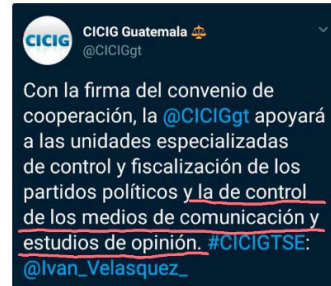 CICIG
CICIG Guatemala
@CICIGgt
Con la firma del convenio de
cooperación, la @CICIGgt apoyará
a las unidades especializadas
de control y fiscalización de los
partidos políticos y la de control
de los medios de comunicación y
estudios de opinión. #CICIGTSE:
@Ivan_Velasquez_